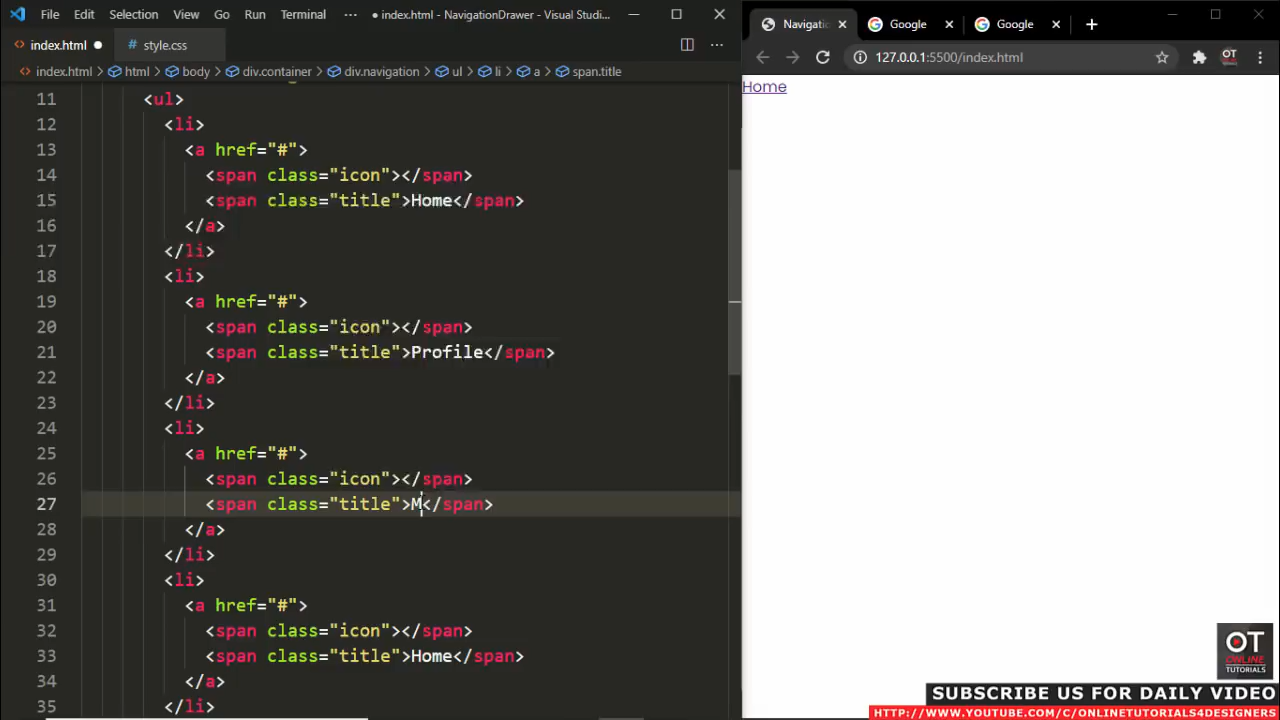 File Edit Selection View Go Run Terminal ··· ● index.html - NavigationDrawer - Visual Studi...
index.html ● # style.css ···
index.html > html > body > div.container > div.navigation > ul > li > a > span.title
11 <ul>
12 <li>
13 <a href="#">
14 <span class="icon"></span>
15 <span class="title">Home</span>
16 </a>
17 </li>
18 <li>
19 <a href="#">
20 <span class="icon"></span>
21 <span class="title">Profile</span>
22 </a>
23 </li>
24 <li>
25 <a href="#">
26 <span class="icon"></span>
27 <span class="title">M</span>
28 </a>
29 </li>
30 <li>
31 <a href="#">
32 <span class="icon"></span>
33 <span class="title">Home</span>
34 </a>
35 </li>
Navigatio Google Google
127.0.0.1:5500/index.html OT
Home
OT
ONLINE
TUTORIALS
SUBSCRIBE US FOR DAILY VIDEO
HTTP://WWW.YOUTUBE.COM/C/ONLINETUTORIALS4DESIGNERS